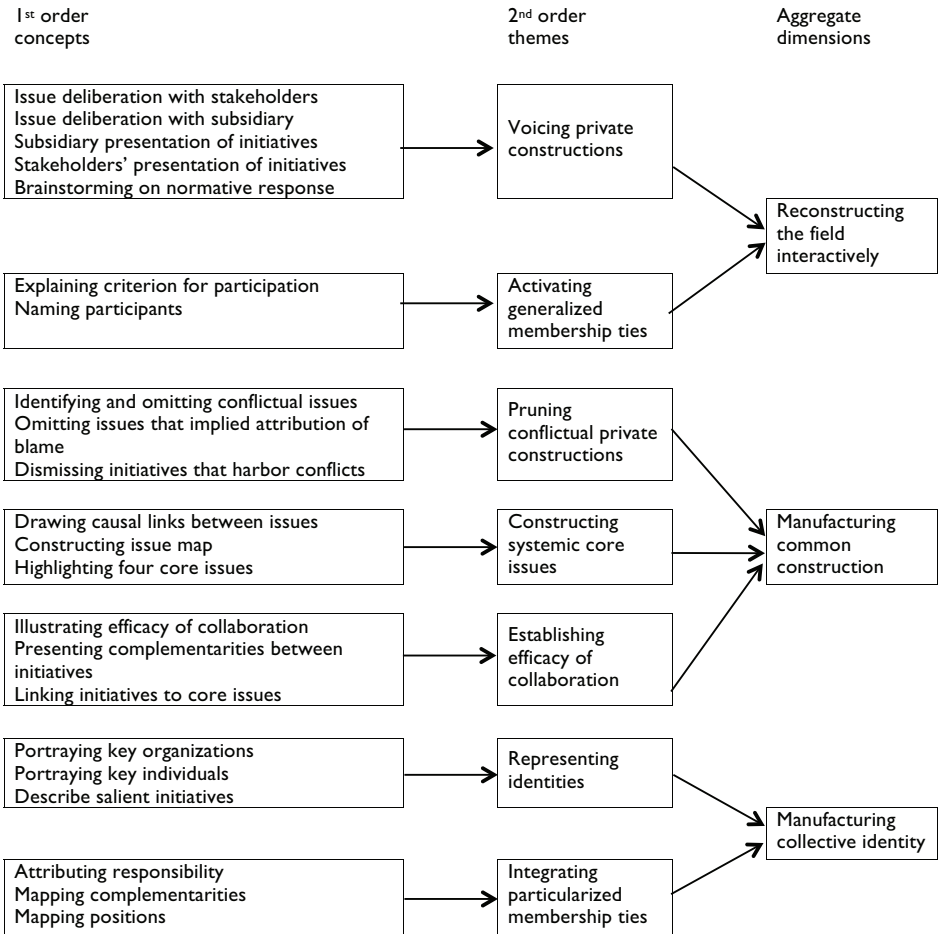 1st order
concepts
2nd order
themes
Aggregate
dimensions
Issue deliberation with stakeholders
Issue deliberation with subsidiary
Subsidiary presentation of initiatives
Stakeholders’ presentation of initiatives
Brainstorming on normative response
Voicing private
constructions
Reconstructing
the field
interactively
Explaining criterion for participation
Naming participants
Activating
generalized
membership ties
Identifying and omitting conflictual issues
Omitting issues that implied attribution of
blame
Dismissing initiatives that harbor conflicts
Pruning
conflictual private
constructions
Drawing causal links between issues
Constructing issue map
Highlighting four core issues
Constructing
systemic core
issues
Manufacturing
common
construction
Illustrating efficacy of collaboration
Presenting complementarities between
initiatives
Linking initiatives to core issues
Establishing
efficacy of
collaboration
Portraying key organizations
Portraying key individuals
Describe salient initiatives
Representing
identities
Manufacturing
collective identity
Attributing responsibility
Mapping complementarities
Mapping positions
Integrating
particularized
membership ties